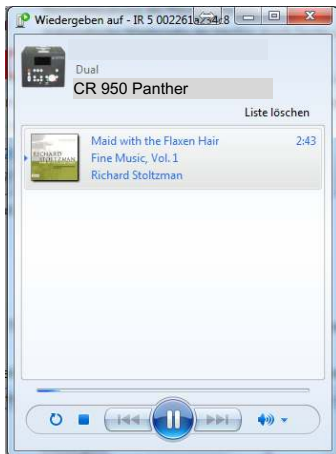 Wiedergeben auf - IR 5 002261a2a4c8
Dual
CR 950 Panther
Liste löschen
Maid with the Flaxen Hair 2:43
Fine Music, Vol. 1
Richard Stoltzman
RICHARD
STOLTZMAN